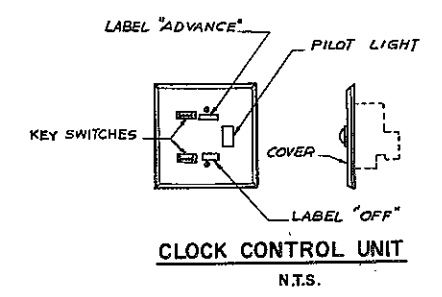 LABEL "ADVANCE"
PILOT LIGHT
KEY SWITCHES
COVER
LABEL "OFF"
CLOCK CONTROL UNIT
N.T.S.